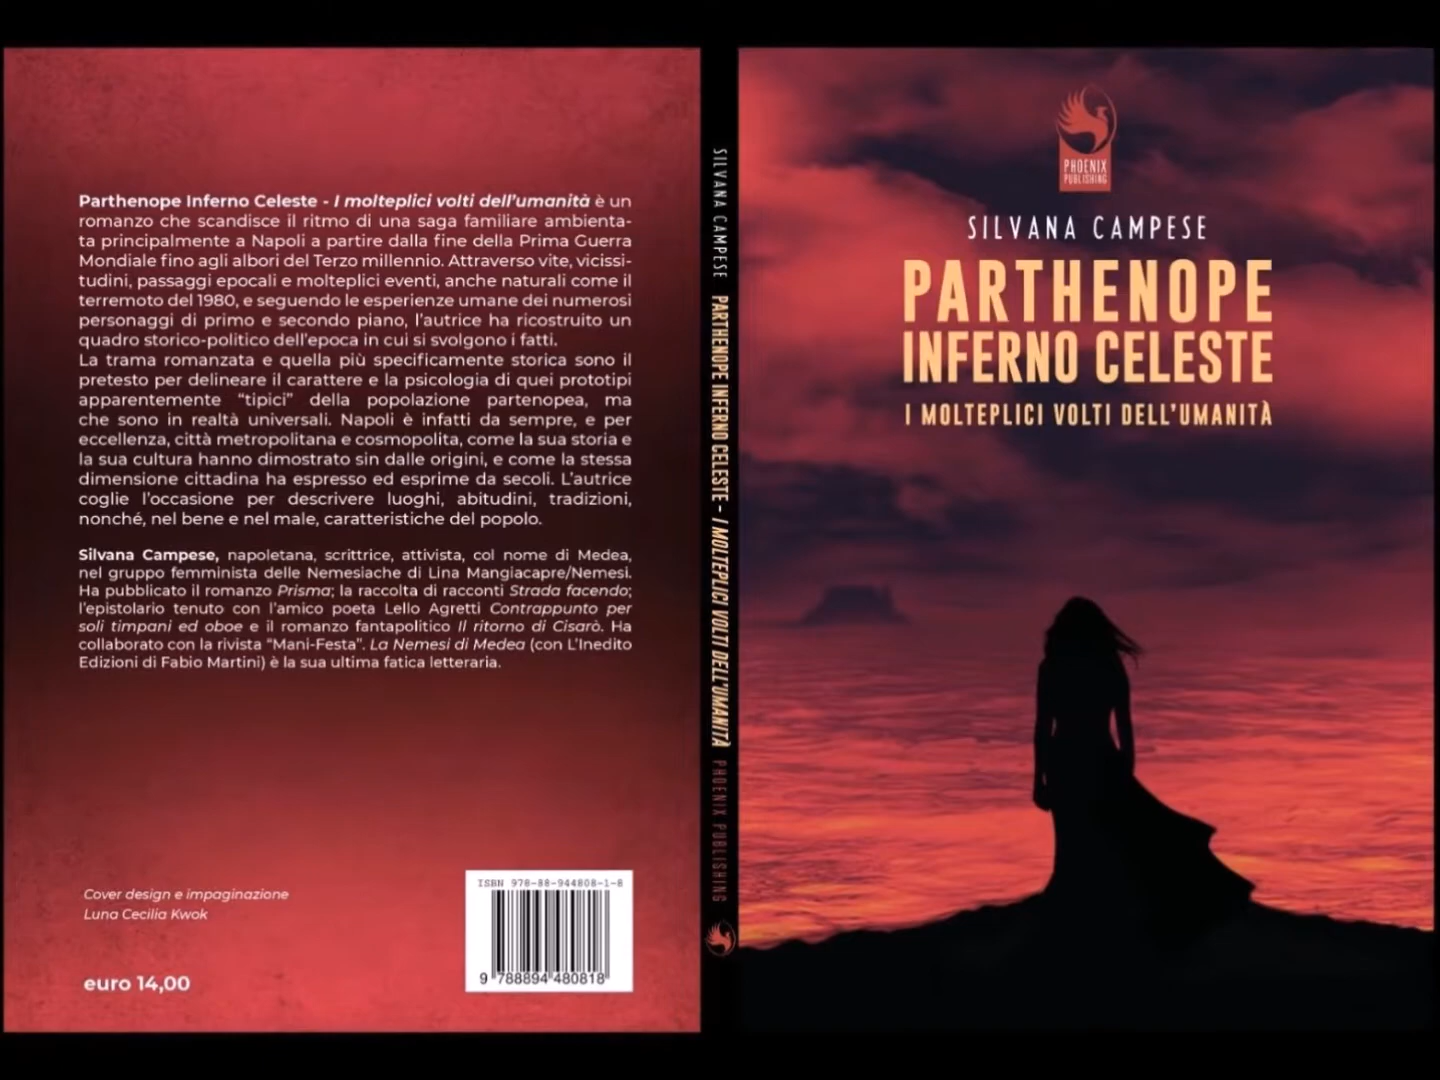 Parthenope Inferno Celeste - I molteplici volti dell'umanità è un
romanzo che scandisce il ritmo di una saga familiare ambienta-
ta principalmente a Napoli a partire dalla fine della Prima Guerra
Mondiale fino agli albori del Terzo millennio. Attraverso vite, vicissi-
tudini, passaggi epocali e molteplici eventi, anche naturali come il
terremoto del 1980, e seguendo le esperienze umane dei numerosi
personaggi di primo e secondo piano, l'autrice ha ricostruito un
quadro storico-politico dell'epoca in cui si svolgono i fatti.
La trama romanzata e quella più specificamente storica sono il
pretesto per delineare il carattere e la psicologia di quei prototipi
apparentemente "tipici" della popolazione partenopea, ma
che sono in realtà universali. Napoli è infatti da sempre, e per
eccellenza, città metropolitana e cosmopolita, come la sua storia e
la sua cultura hanno dimostrato sin dalle origini, e come la stessa
dimensione cittadina ha espresso ed esprime da secoli. L'autrice
coglie l'occasione per descrivere luoghi, abitudini, tradizioni,
nonché, nel bene e nel male, caratteristiche del popolo.
Silvana Campese, napoletana, scrittrice, attivista, col nome di Medea,
nel gruppo femminista delle Nemesiache di Lina Mangiacapre/Nemesi.
Ha pubblicato il romanzo Prisma; la raccolta di racconti Strada facendo;
l'epistolario tenuto con l'amico poeta Lello Agretti Contrappunto per
soli timpani ed oboe e il romanzo fantapolitico Il ritorno di Cisarò. Ha
collaborato con la rivista "Mani-Festa". La Nemesi di Medea (con L'Inedito
Edizioni di Fabio Martini) è la sua ultima fatica letteraria.
Cover design e impaginazione
Luna Cecilia Kwok
euro 14,00
ISBN 978-88-944808-1-8
9 788894 480818
SILVANA CAMPESE PARTHENOPE INFERNO CELESTE - I MOLTEPLICI VOLTI DELL'UMANITÀ PHOENIX PUBLISHING
PHOENIX
PUBLISHING
SILVANA CAMPESE
PARTHENOPE
INFERNO CELESTE
I MOLTEPLICI VOLTI DELL'UMANITÀ